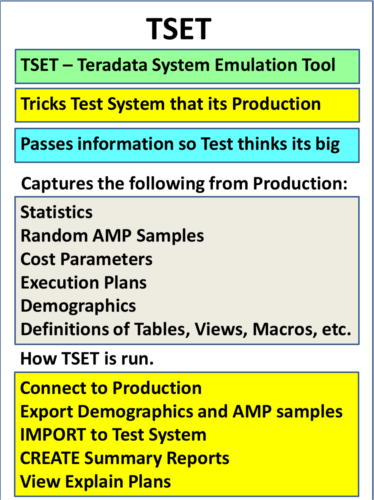 TSET
TSET – Teradata System Emulation Tool
Tricks Test System that its Production
Passes information so Test thinks its big
Captures the following from Production:
Statistics
Random AMP Samples
Cost Parameters
Execution Plans
Demographics
Definitions of Tables, Views, Macros, etc.
How TSET is run.
Connect to Production
Export Demographics and AMP samples
IMPORT to Test System
CREATE Summary Reports
View Explain Plans